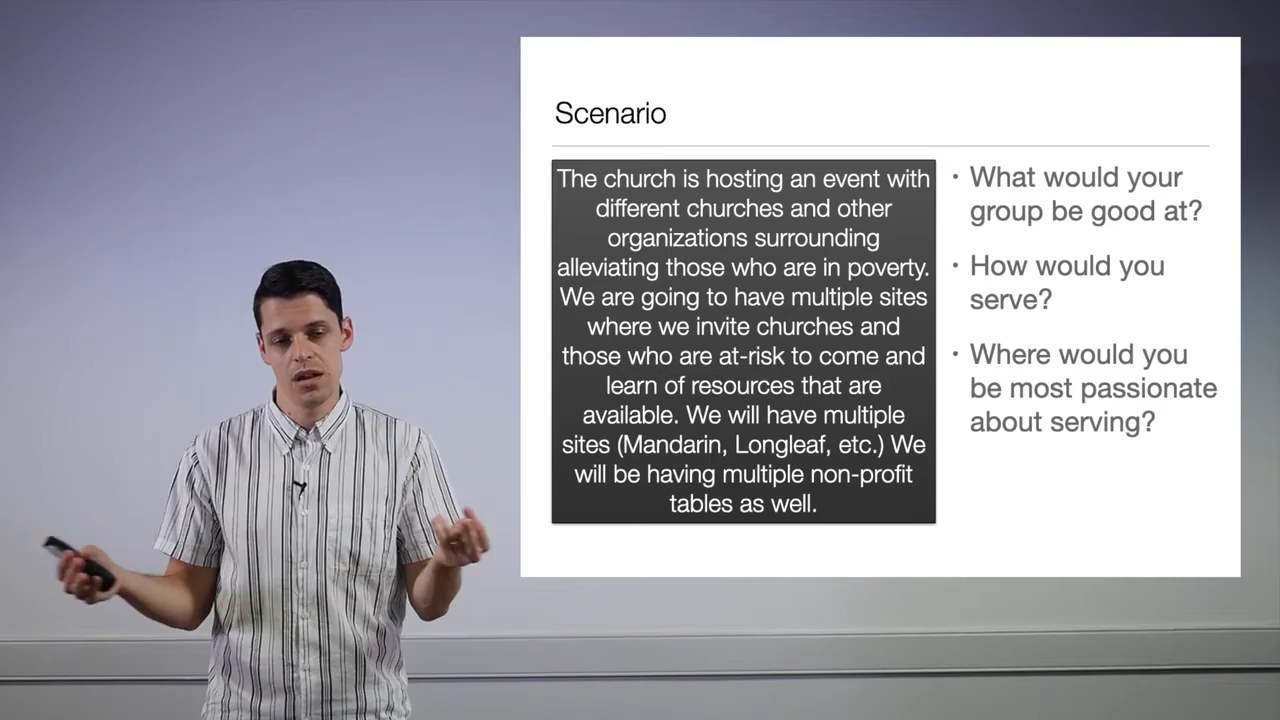 Scenario
The church is hosting an event with
different churches and other
organizations surrounding
alleviating those who are in poverty.
We are going to have multiple sites
where we invite churches and
those who are at-risk to come and
learn of resources that are
available. We will have multiple
sites (Mandarin, Longleaf, etc.) We
will be having multiple non-profit
tables as well.
• What would your
group be good at?
• How would you
serve?
• Where would you
be most passionate
about serving?